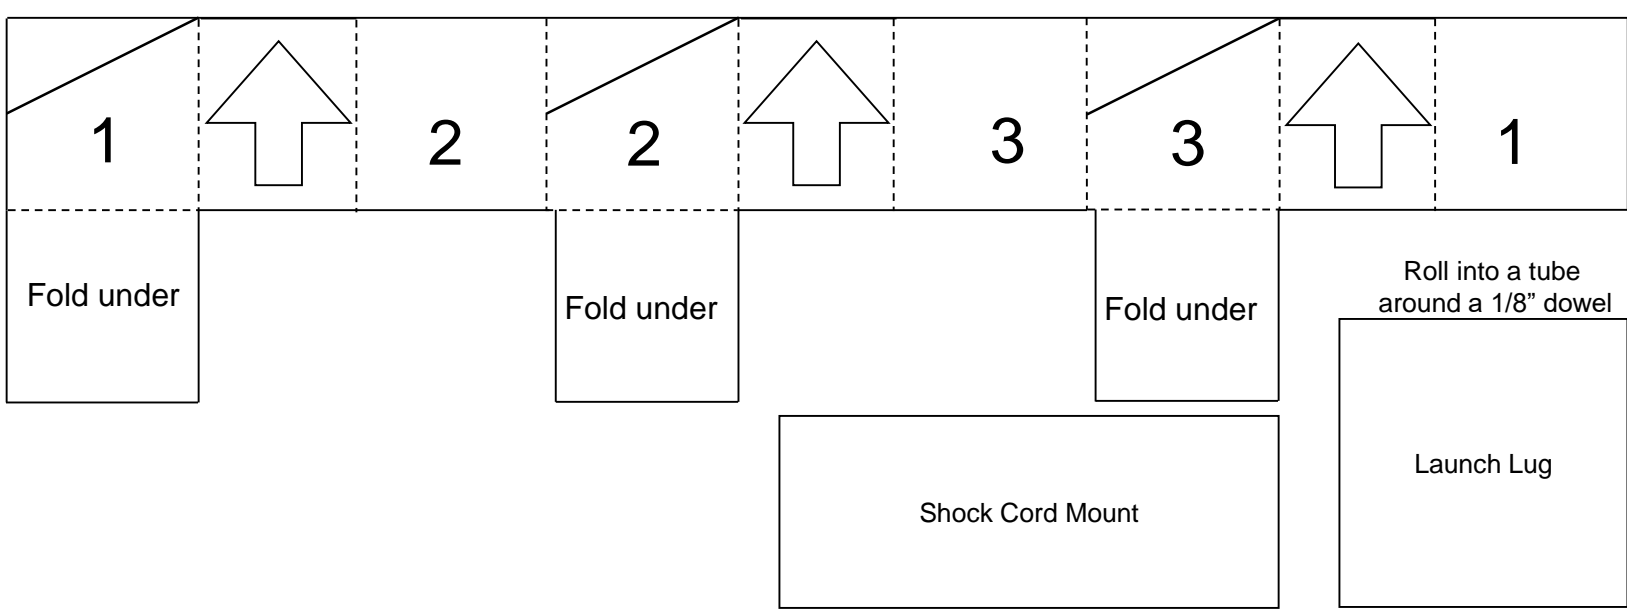 1 2 2 3 3 1
Fold under
Fold under
Fold under
Roll into a tube
around a 1/8” dowel
Launch Lug
Shock Cord Mount